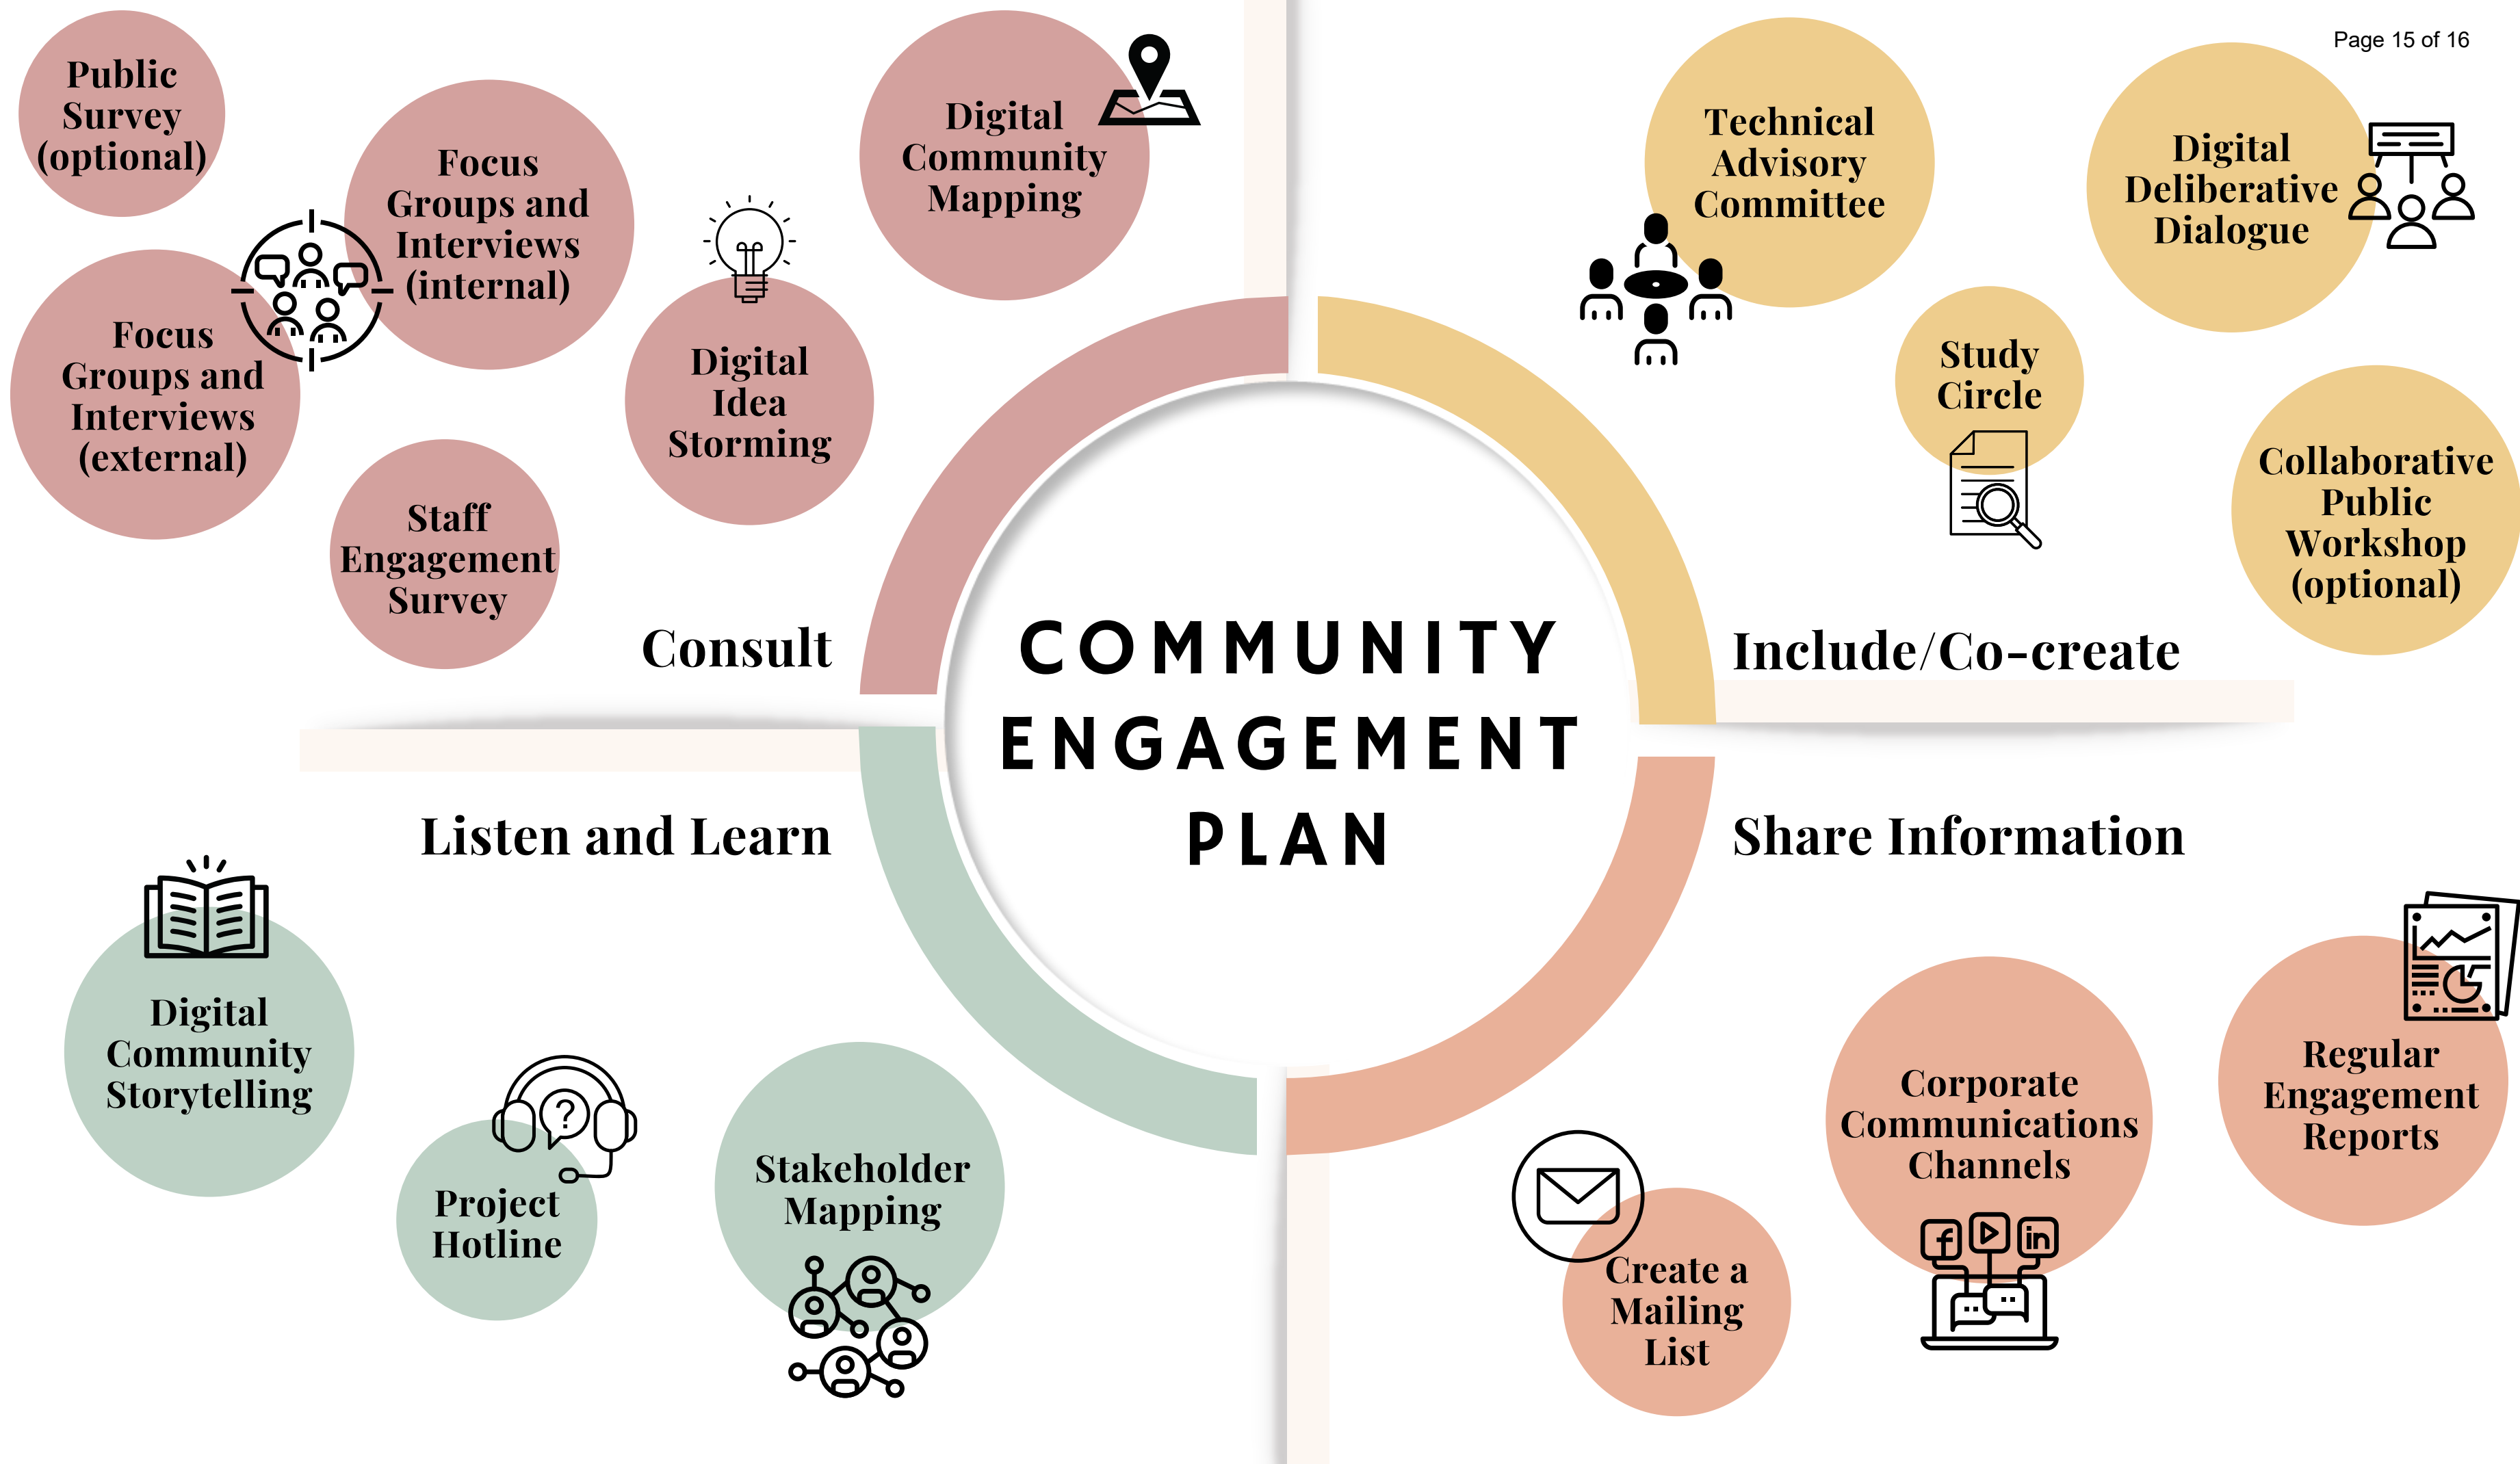 Page 15 of 16
Public
Survey
(optional)
Focus
Groups and
Interviews
(internal)
Digital
Community
Mapping
Focus
Groups and
Interviews
(external)
Digital
Idea
Storming
Staff
Engagement
Survey
Consult
Technical
Advisory
Committee
Digital
Deliberative
Dialogue
Study
Circle
Collaborative
Public
Workshop
(optional)
Include/Co-create
COMMUNITY
ENGAGEMENT
PLAN
Listen and Learn
Digital
Community
Storytelling
?
Project
Hotline
Stakeholder
Mapping
Share Information
Regular
Engagement
Reports
Corporate
Communications
Channels
f
in
Create a
Mailing
List